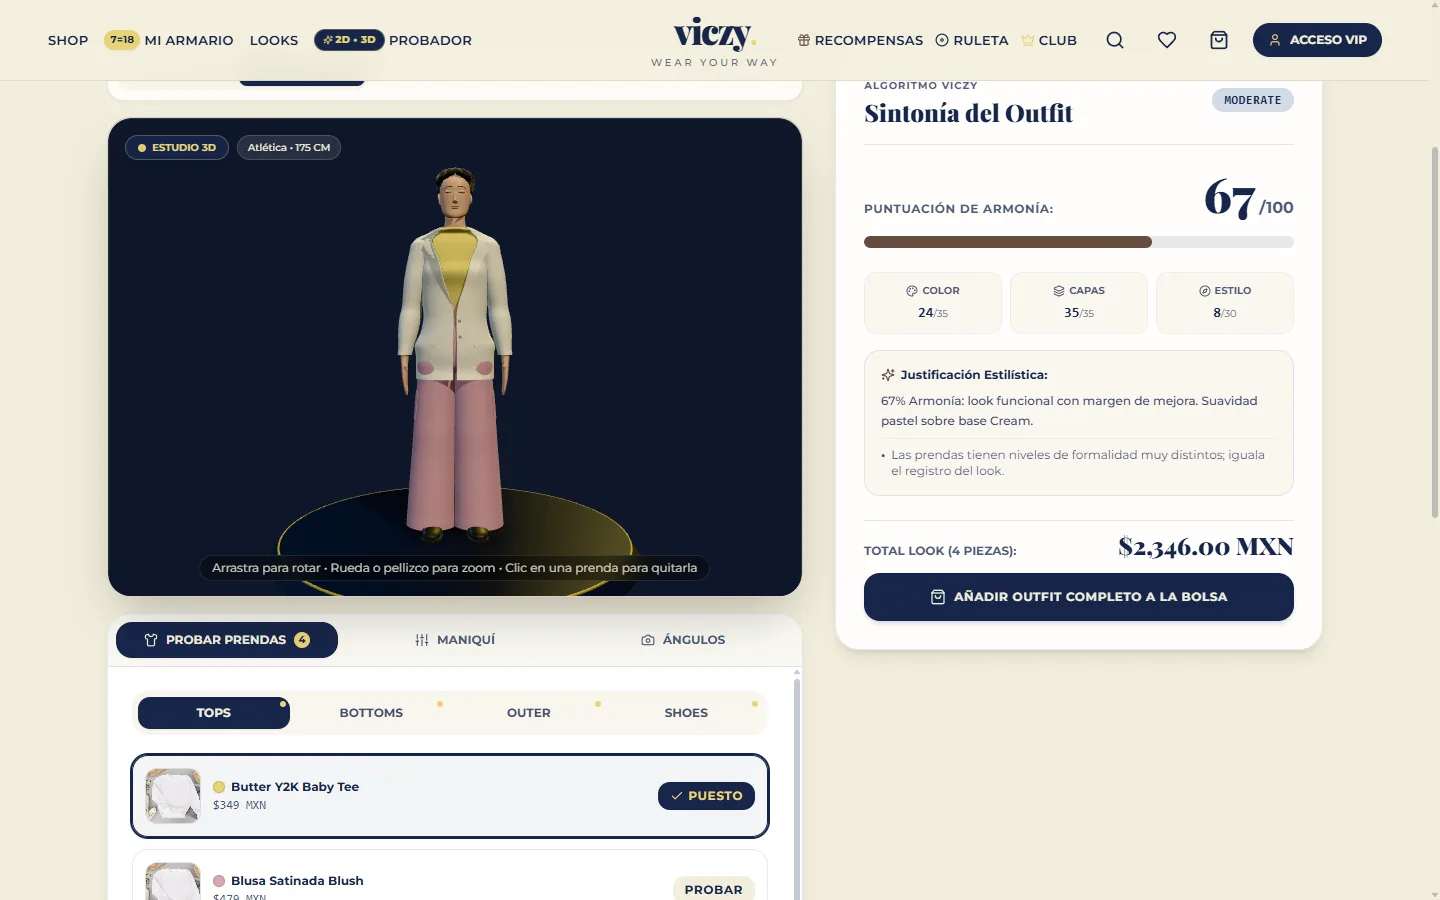 SHOP
7=18 MI ARMARIO
LOOKS
2D • 3D PROBADOR
viczy.
WEAR YOUR WAY
RECOMPENSAS
RULETA
CLUB
ACCESO VIP
ESTUDIO 3D
Atlética • 175 CM
Arrastra para rotar • Rueda o pellizco para zoom • Clic en una prenda para quitarla
PROBAR PRENDAS 4
MANIQUÍ
ÁNGULOS
TOPS
BOTTOMS
OUTER
SHOES
Butter Y2K Baby Tee
$349 MXN
PUESTO
Blusa Satinada Blush
$479 MXN
PROBAR
ALGORITMO VICZY
Sintonía del Outfit
MODERATE
PUNTUACIÓN DE ARMONÍA:
67/100
COLOR
24/35
CAPAS
35/35
ESTILO
8/30
Justificación Estilística:
67% Armonía: look funcional con margen de mejora. Suavidad
pastel sobre base Cream.
• Las prendas tienen niveles de formalidad muy distintos; iguala
el registro del look.
TOTAL LOOK (4 PIEZAS):
$2,346.00 MXN
AÑADIR OUTFIT COMPLETO A LA BOLSA